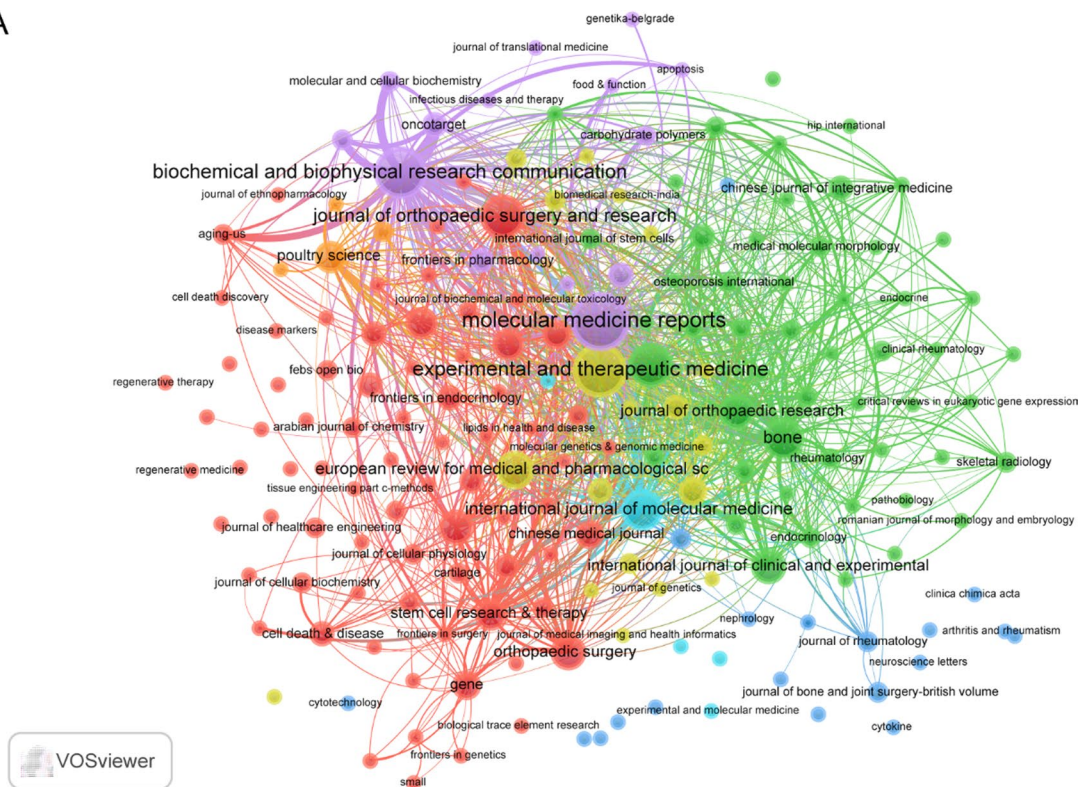 A
genetika-belgrade
journal of translational medicine
apoptosis
molecular and cellular biochemistry
food & function
infectious diseases and therapy
oncotarget
hip international
carbohydrate polymers
biochemical and biophysical research communication
chinese journal of integrative medicine
journal of ethnopharmacology
biomedical research-india
journal of orthopaedic surgery and research
aging-us
international journal of stem cells
medical molecular morphology
poultry science
frontiers in pharmacology
osteoporosis international
cell death discovery
journal of biochemical and molecular toxicology
endocrine
molecular medicine reports
disease markers
clinical rheumatology
febs open bio
experimental and therapeutic medicine
regenerative therapy
frontiers in endocrinology
critical reviews in eukaryotic gene expression
journal of orthopaedic research
arabian journal of chemistry
lipids in health and disease
bone
molecular genetics & genomic medicine
rheumatology
skeletal radiology
regenerative medicine
european review for medical and pharmacological sc
tissue engineering part c-methods
pathobiology
international journal of molecular medicine
romanian journal of morphology and embryology
journal of healthcare engineering
chinese medical journal
endocrinology
journal of cellular physiology
international journal of clinical and experimental
cartilage
journal of cellular biochemistry
journal of genetics
clinica chimica acta
stem cell research & therapy
nephrology
cell death & disease
frontiers in surgery
journal of medical imaging and health informatics
arthritis and rheumatism
journal of rheumatology
orthopaedic surgery
neuroscience letters
gene
journal of bone and joint surgery-british volume
cytotechnology
experimental and molecular medicine
biological trace element research
cytokine
frontiers in genetics
VOSviewer
small